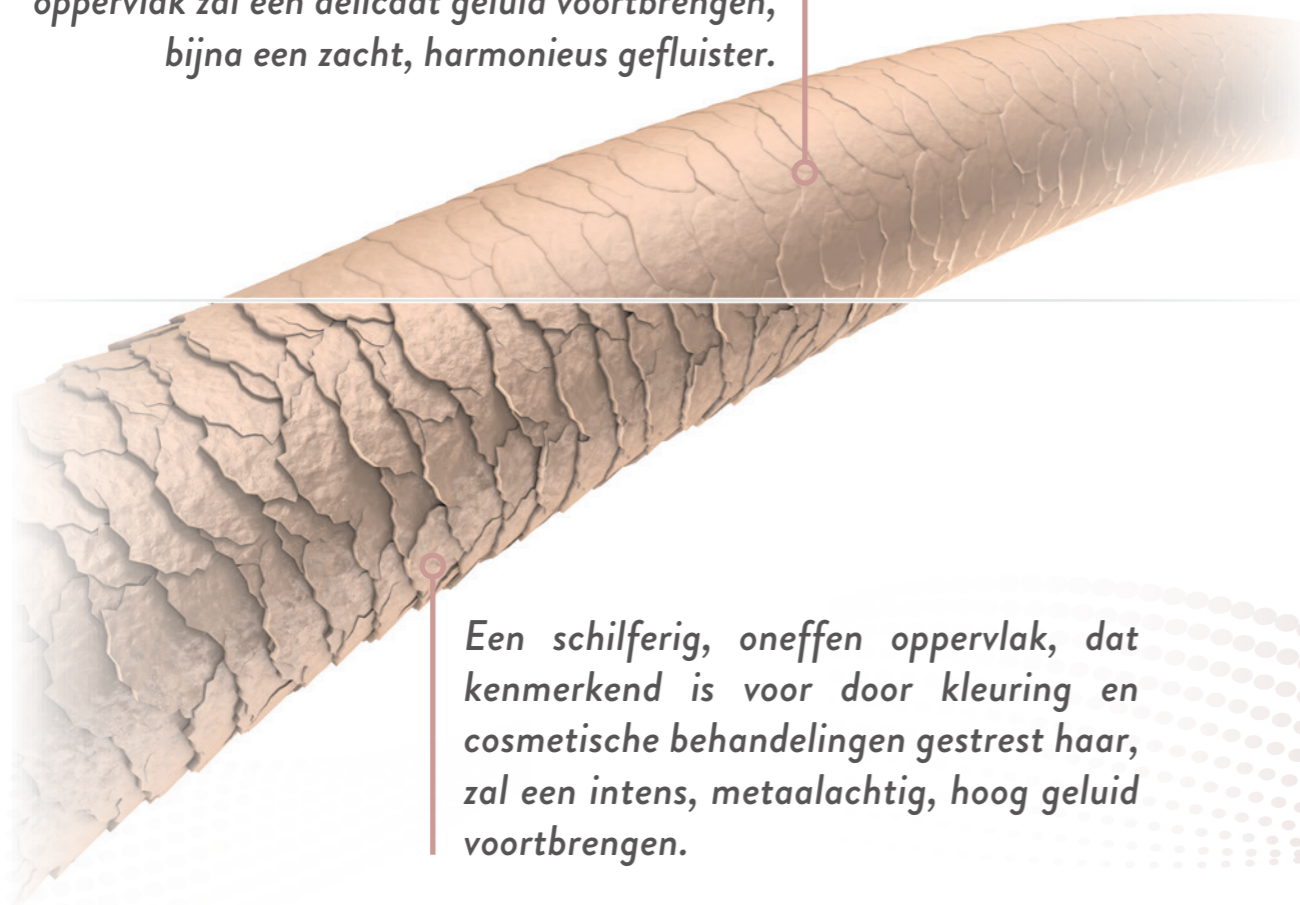 oppervlak zal een delicaat geluid voortbrengen,
bijna een zacht, harmonieus gefluister.
Een schilferig, oneffen oppervlak, dat
kenmerkend is voor door kleuring en
cosmetische behandelingen gestrest haar,
zal een intens, metaalachtig, hoog geluid
voortbrengen.